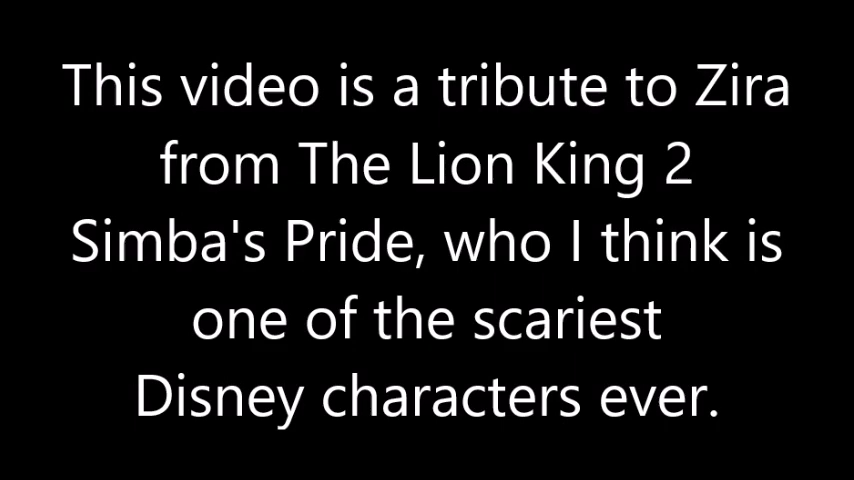 This video is a tribute to Zira
from The Lion King 2
Simba's Pride, who I think is
one of the scariest
Disney characters ever.